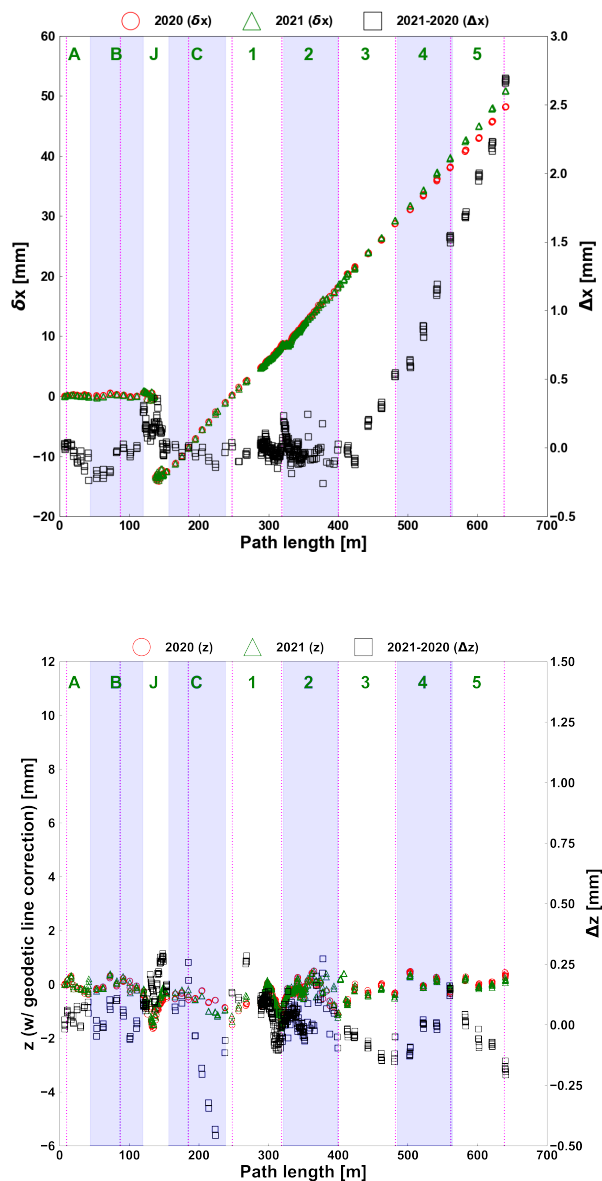 2020 (δx) 2021 (δx) 2021-2020 (Δx)
60 3.0
A B J C 1 2 3 4 5
50 2.5
40 2.0
30 1.5
20 1.0
10 0.5
0 0.0
−10
−20 −0.5
δx [mm]
Δx [mm]
0 100 200 300 400 500 600 700
Path length [m]
2020 (z) 2021 (z) 2021-2020 (Δz)
12 1.50
A B J C 1 2 3 4 5
10 1.25
8 1.00
6 0.75
4 0.50
2 0.25
0
−2 0.00
−4 −0.25
−6 −0.50
z (w/ geodetic line correction) [mm]
Δz [mm]
0 100 200 300 400 500 600 700
Path length [m]